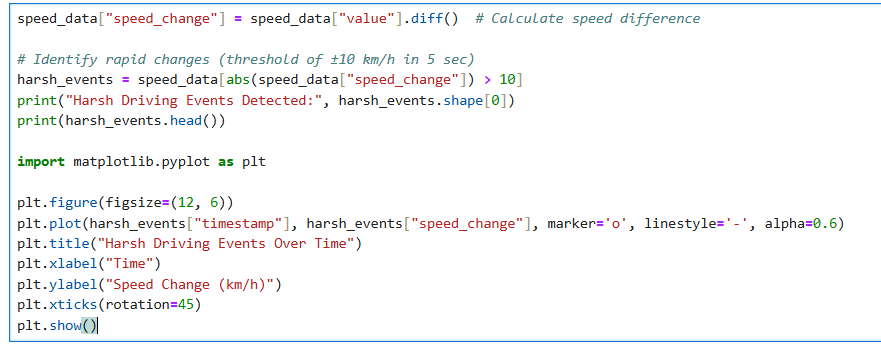 speed_data["speed_change"] = speed_data["value"].diff()  # Calculate speed difference
# Identify rapid changes (threshold of ±10 km/h in 5 sec)
harsh_events = speed_data[abs(speed_data["speed_change"]) > 10]
print("Harsh Driving Events Detected:", harsh_events.shape[0])
print(harsh_events.head())
import matplotlib.pyplot as plt
plt.figure(figsize=(12, 6))
plt.plot(harsh_events["timestamp"], harsh_events["speed_change"], marker='o', linestyle='-', alpha=0.6)
plt.title("Harsh Driving Events Over Time")
plt.xlabel("Time")
plt.ylabel("Speed Change (km/h)")
plt.xticks(rotation=45)
plt.show()